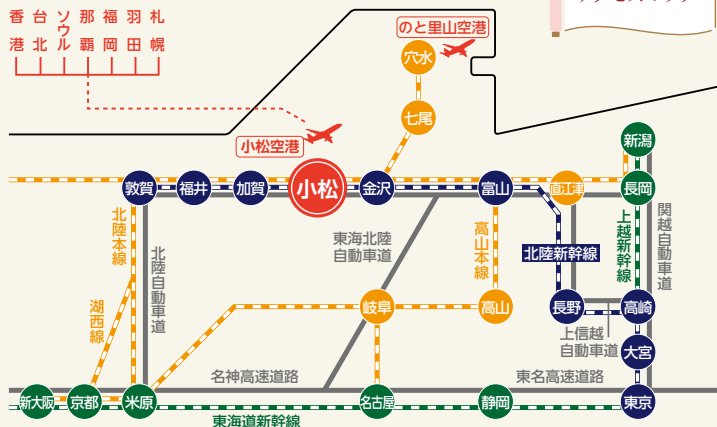 香港
台北
ソウル
那覇
福岡
羽田
札幌
のと里山空港
穴水
七尾
小松空港
新潟
敦賀
福井
加賀
小松
金沢
富山
直江津
長岡
北陸本線
北陸自動車道
湖西線
東海北陸
自動車道
高山本線
北陸新幹線
上越新幹線
関越自動車道
岐阜
高山
長野
高崎
上信越
自動車道
大宮
名神高速道路
東名高速道路
新大阪
京都
米原
名古屋
静岡
東京
東海道新幹線